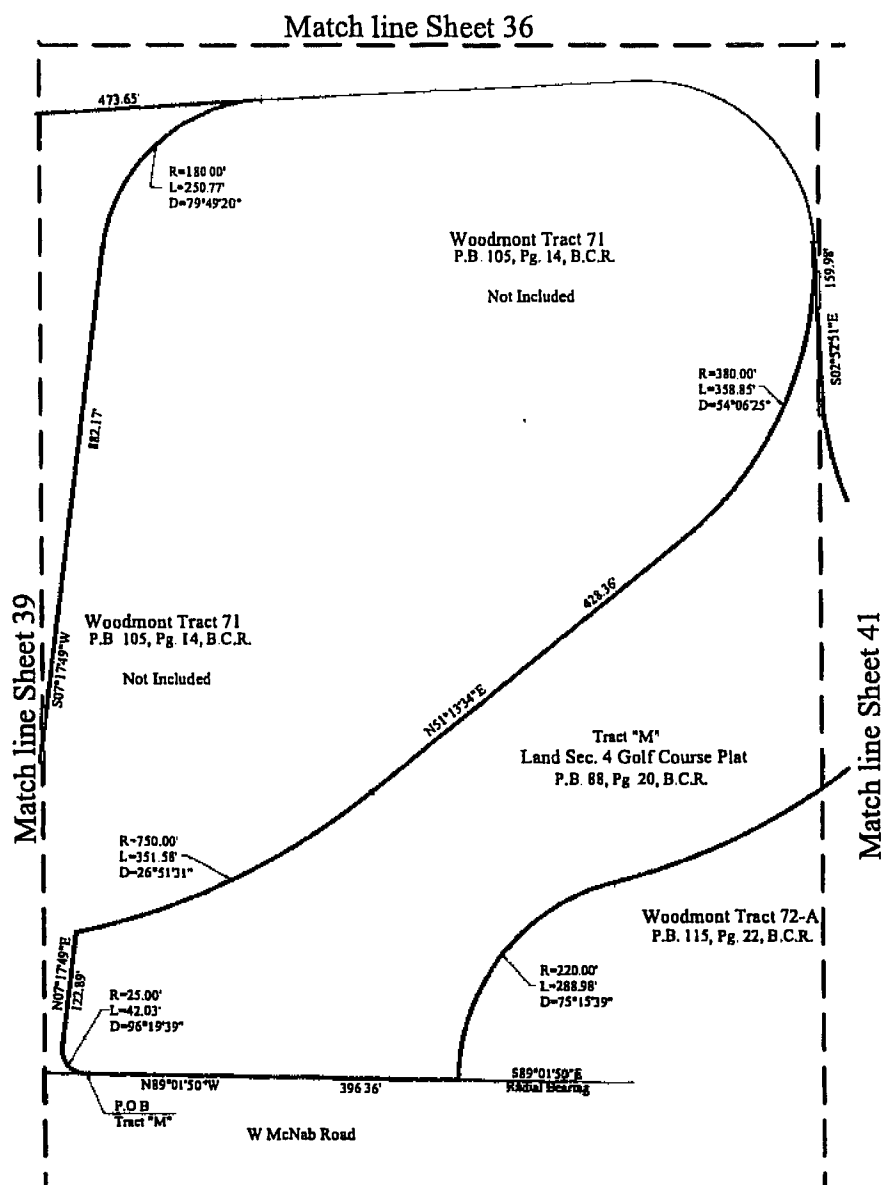 Match line Sheet 36
473.65'
R=180.00'
L=250.77'
D=79°49'20"
Woodmont Tract 71
P.B. 105, Pg. 14, B.C.R.
Not Included
159.98'
S02°52'51"E
R=380.00'
L=358.85'
D=54°06'25"
882.17'
S07°17'49"W
Match line Sheet 39
Woodmont Tract 71
P.B. 105, Pg. 14, B.C.R.
Not Included
428.36'
N51°13'34"E
Tract "M"
Land Sec. 4 Golf Course Plat
P.B. 88, Pg. 20, B.C.R.
Match line Sheet 41
R=750.00'
L=351.58'
D=26°51'31"
Woodmont Tract 72-A
P.B. 115, Pg. 22, B.C.R.
N07°17'49"E
122.89'
R=25.00'
L=42.03'
D=96°19'39"
R=220.00'
L=288.98'
D=75°15'39"
N89°01'50"W
396.36'
S89°01'50"E
Radial Bearing
P.O.B
Tract "M"
W McNab Road